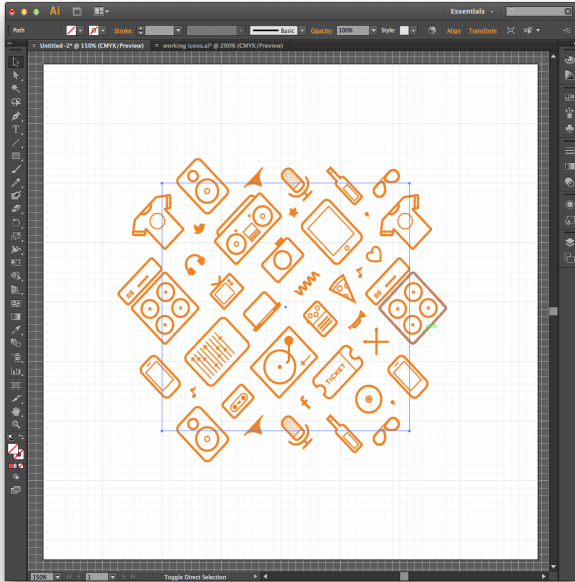 Ai Essentials
Path Stroke: Basic Opacity: 100% Style: Align Transform
× Untitled-2* @ 150% (CMYK/Preview) × working icons.ai* @ 200% (CMYK/Preview)
TICKET
150% 1 Toggle Direct Selection